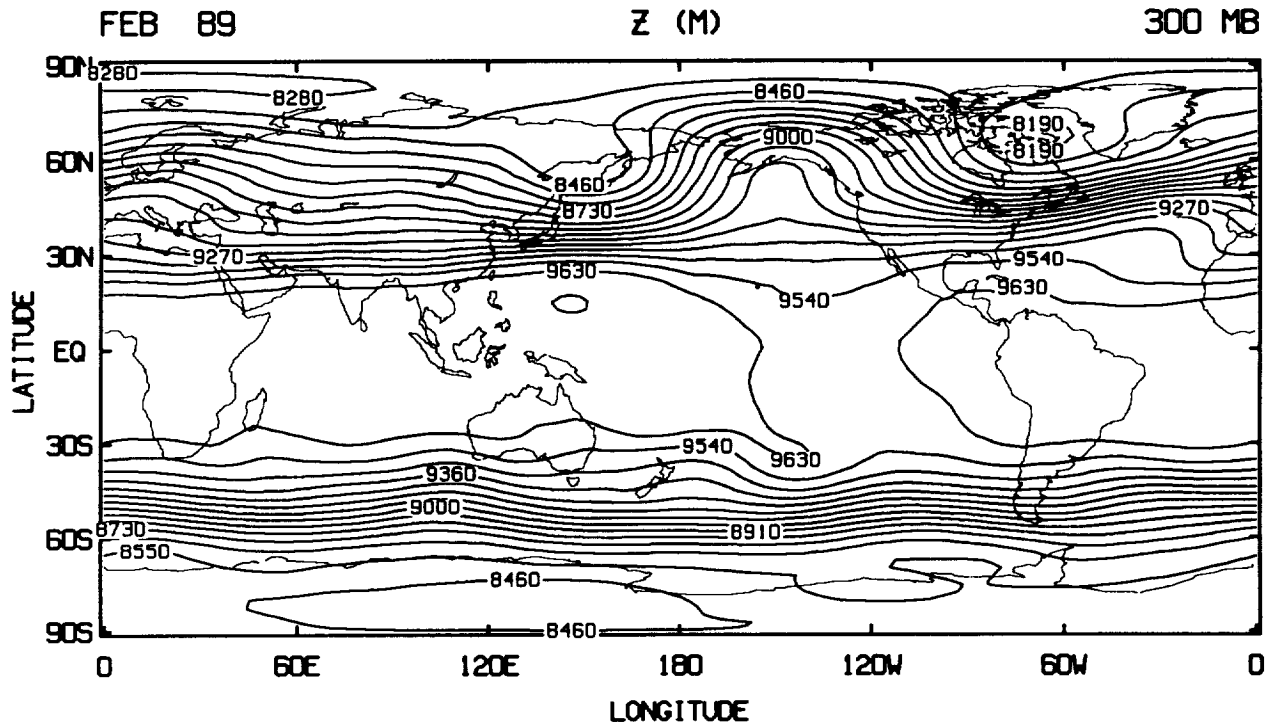 FEB 89 Z (M) 300 MB
90N
8280
8280 8460
8190
9000
60N 8190
8460
8730 9270
9270 9540
30N 9630
9540 9630
LATITUDE
EQ
30S 9540
9630
9360
9000
8730 8910
60S
8550
8460
90S 8460
0 60E 120E 180 120W 60W 0
LONGITUDE